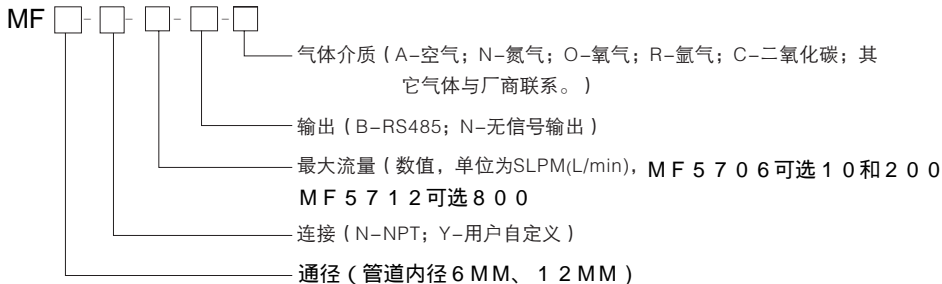 MF □-□-□-□-□
气体介质（A–空气；N–氮气；O–氧气；R–氩气；C–二氧化碳；其
它气体与厂商联系。）
输出（B–RS485；N–无信号输出）
最大流量（数值，单位为SLPM(L/min)，MF5706可选10和200
MF5712可选800
连接（N–NPT；Y–用户自定义）
通径（管道内径6MM、12MM）